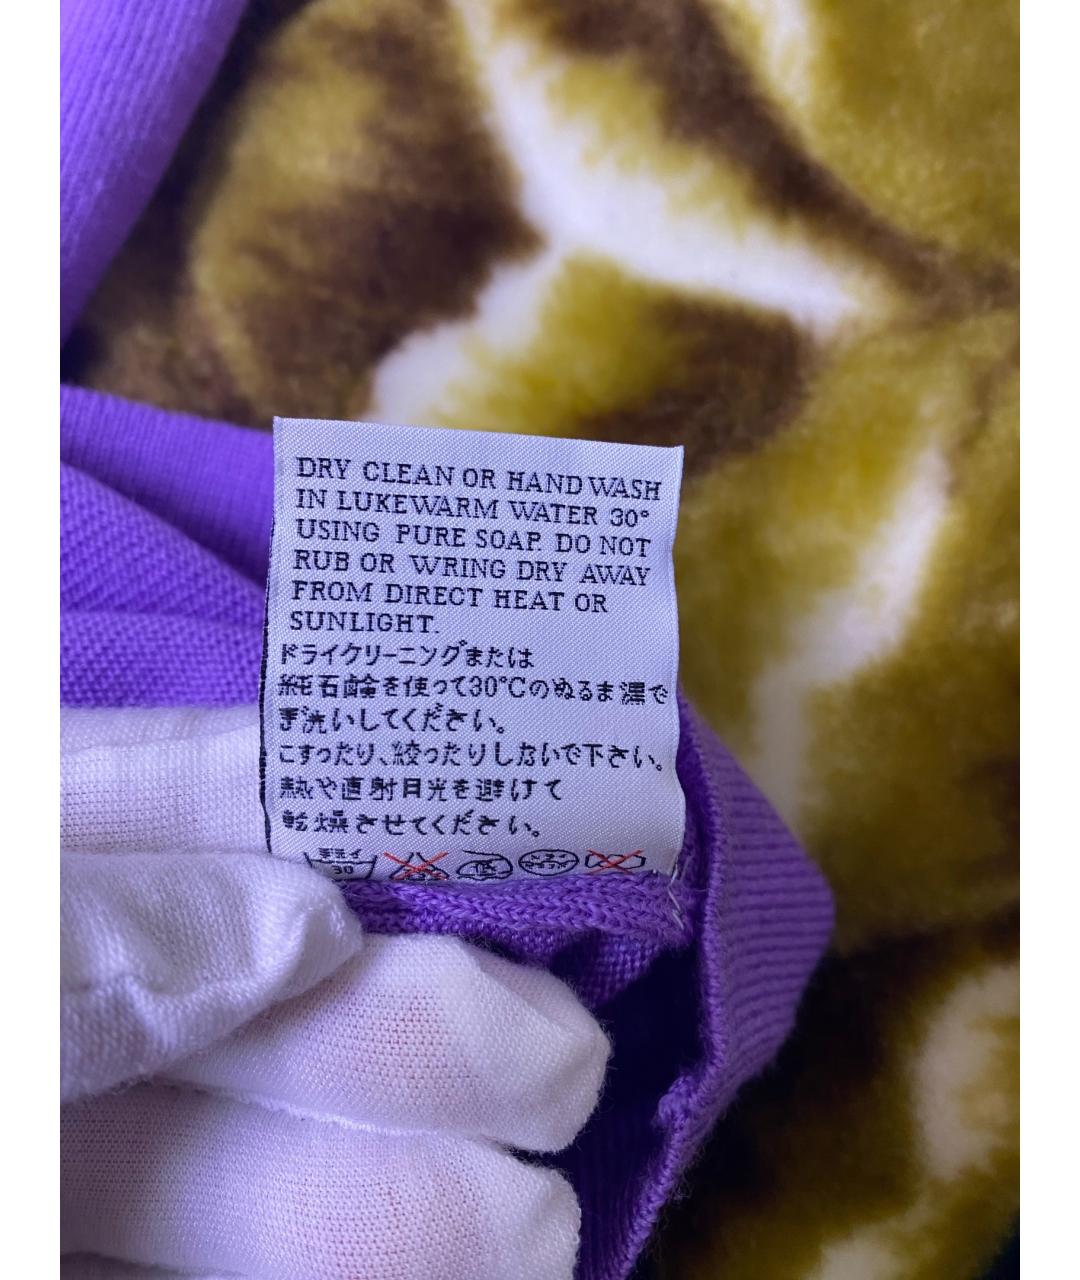 DRY CLEAN OR HAND WASH
IN LUKEWARM WATER 30°
USING PURE SOAP. DO NOT
RUB OR WRING DRY AWAY
FROM DIRECT HEAT OR
SUNLIGHT.
ドライクリーニングまたは
純石鹸を使って30°Cのぬるま湯で
手洗いしてください。
こすったり、絞ったりしないで下さい。
熱や直射日光を避けて
乾燥させてください。
手洗イ
30